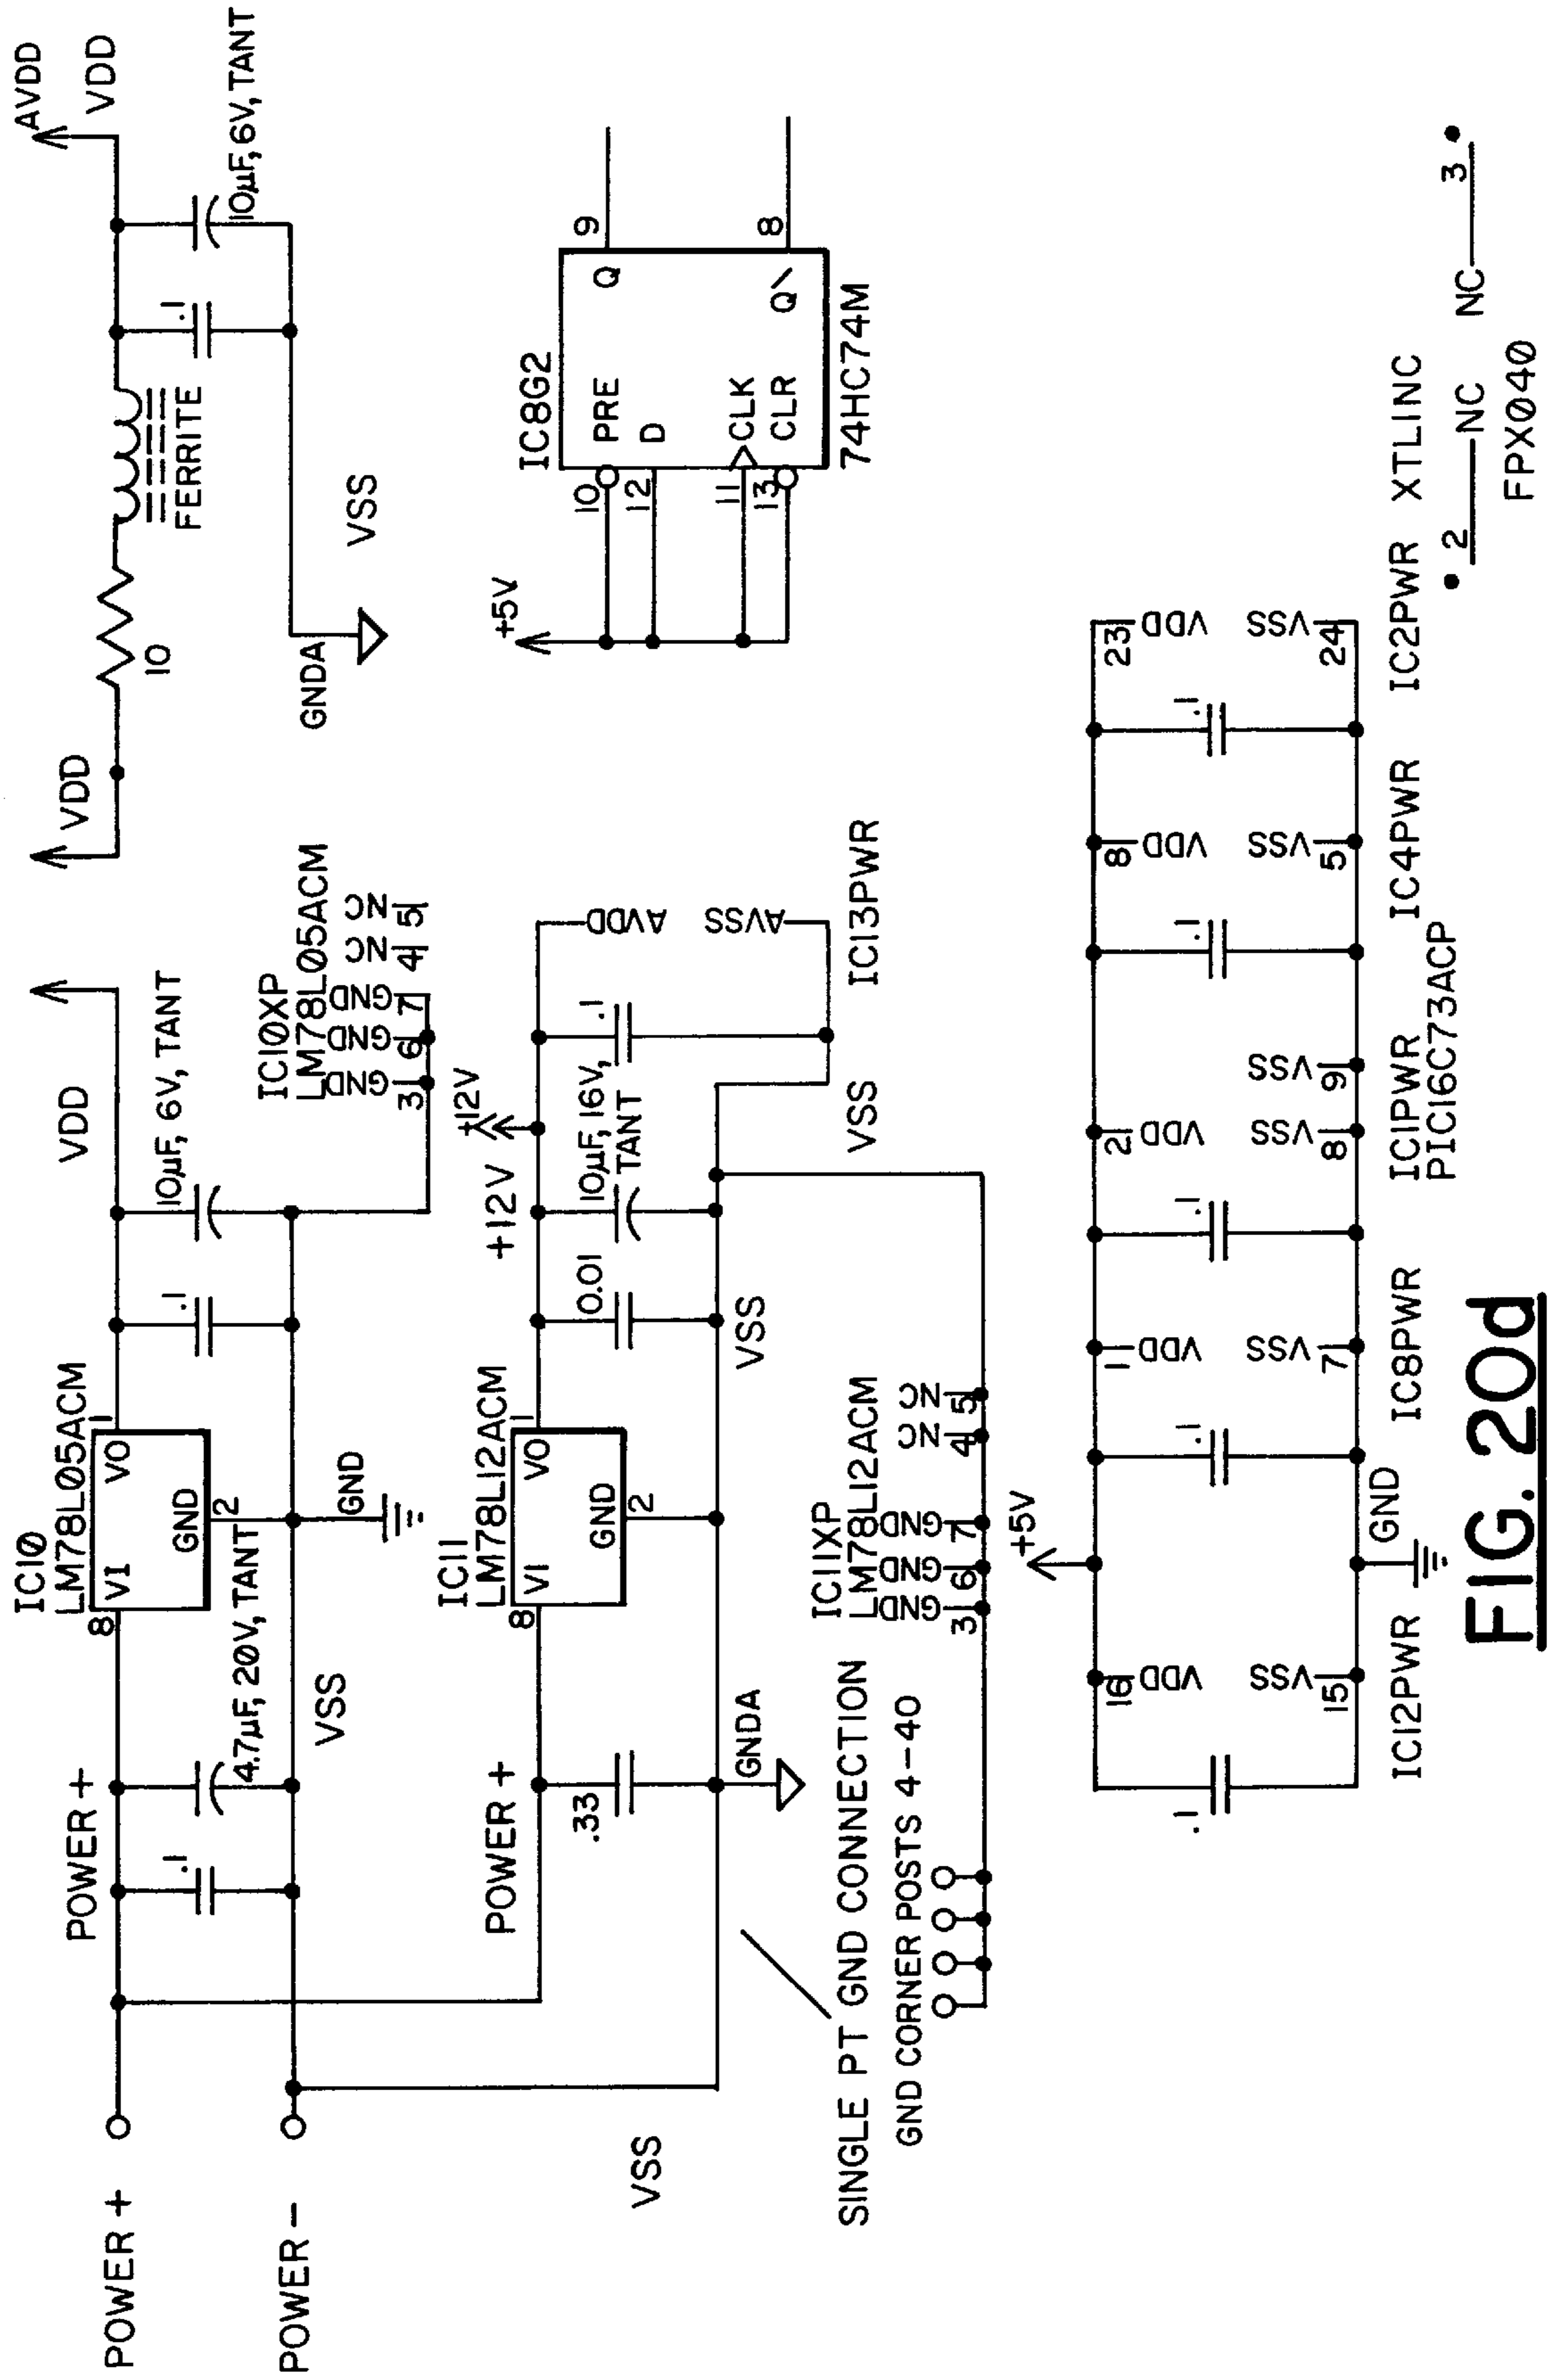 POWER +
POWER -
POWER +
.1
4.7µF, 20V, TANT
VSS
IC10
LM78L05ACM
8
VI
VO
1
GND
2
GND
.1
10µF, 6V, TANT
VDD
IC10XP
LM78L05ACM
GND
GND
GND
NC
NC
3
6
7
4
5
VDD
10
FERRITE
.1
10µF, 6V, TANT
AVDD
VDD
GNDA
VSS
VSS
POWER +
.33
GNDA
SINGLE PT GND CONNECTION
IC11
LM78L12ACM
8
VI
VO
1
GND
2
0.01
VSS
+12V
+12V
10µF, 16V,
TANT
.1
AVDD
AVSS
VSS
IC13PWR
+5V
IC8G2
10
PRE
12
D
11
CLK
13
CLR
Q
9
Q'
8
74HC74M
GND CORNER POSTS 4-40
IC11XP
LM78L12ACM
GND
GND
GND
NC
NC
3
6
7
4
5
+5V
.1
16
VDD
VSS
15
.1
1
VDD
VSS
7
.1
2
VDD
VSS
VSS
8
9
.1
8
VDD
VSS
5
.1
23
VDD
VSS
24
IC12PWR
GND
IC8PWR
IC1PWR
PIC16C73ACP
IC4PWR
IC2PWR
XTLINC
2
NC
NC
3
FPX040
FIG. 20d